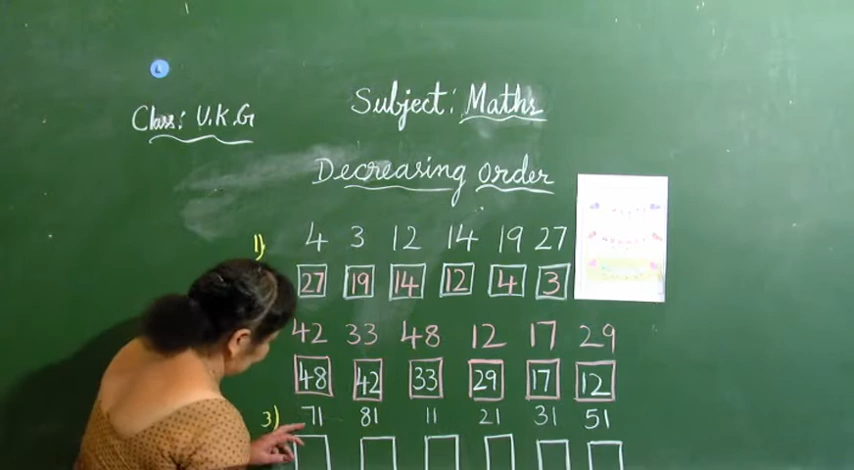 Class: U.K.G
Subject: Maths
Decreasing order
1) 4 3 12 14 19 27
27 19 14 12 4 3
42 33 48 12 17 29
48 42 33 29 17 12
3) 71 81 11 21 31 51